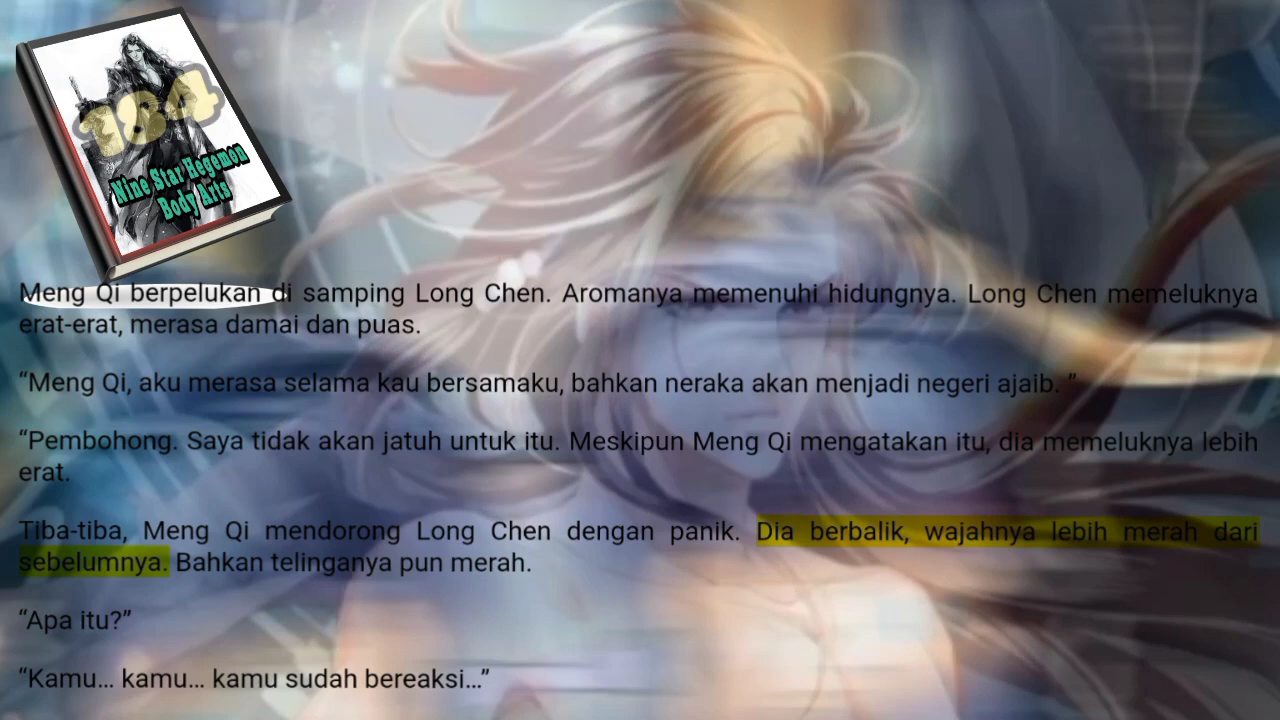 184
Nine Star Hegemon
Body Arts
Meng Qi berpelukan di samping Long Chen. Aromanya memenuhi hidungnya. Long Chen memeluknya
erat-erat, merasa damai dan puas.
“Meng Qi, aku merasa selama kau bersamaku, bahkan neraka akan menjadi negeri ajaib. ”
“Pembohong. Saya tidak akan jatuh untuk itu. Meskipun Meng Qi mengatakan itu, dia memeluknya lebih
erat.
Tiba-tiba, Meng Qi mendorong Long Chen dengan panik. Dia berbalik, wajahnya lebih merah dari
sebelumnya. Bahkan telinganya pun merah.
“Apa itu?”
“Kamu… kamu… kamu sudah bereaksi…”